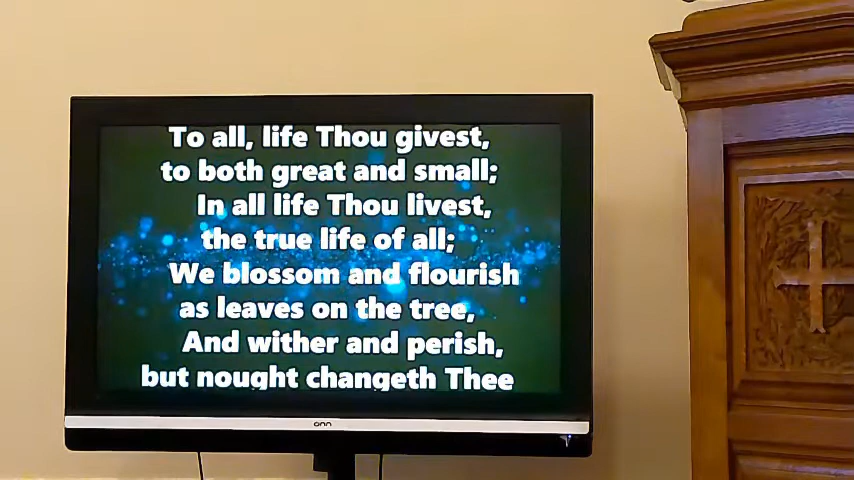 To all, life Thou givest,
to both great and small;
In all life Thou livest,
the true life of all;
We blossom and flourish
as leaves on the tree,
And wither and perish,
but nought changeth Thee
onn